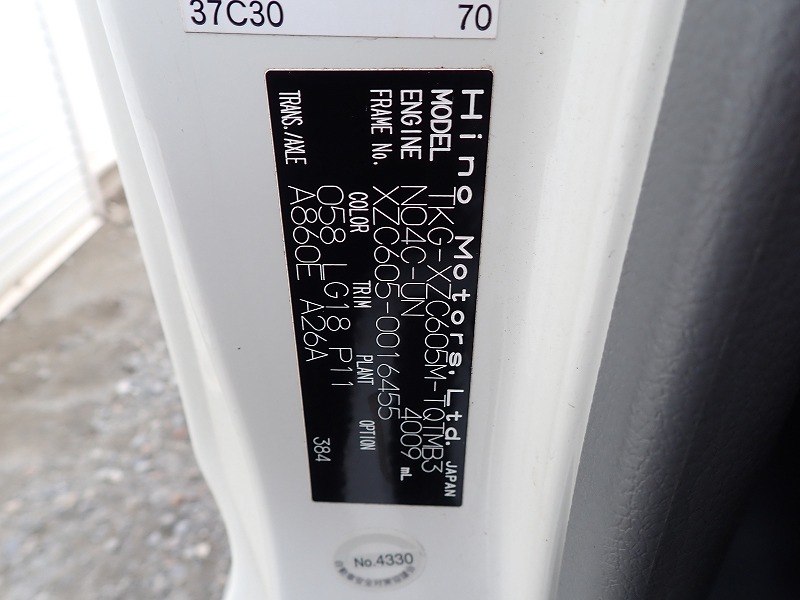 37C30 70
Hino Motors, Ltd. JAPAN
MODEL TKG-XZC605M-TQTMB3
ENGINE N04C-UN 4009 mL
FRAME No. XZC605-0016455
COLOR TRIM PLANT OPTION
058 LG18 P11
TRANS./AXLE A860E A26A 384
No.4330